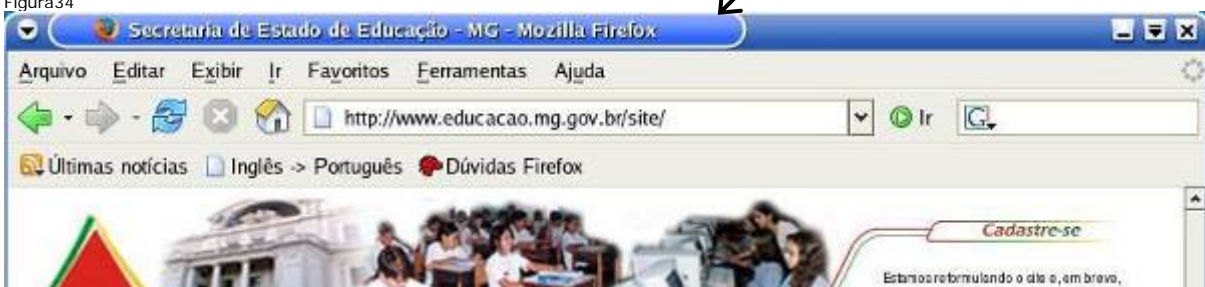 Figura34
Secretaria de Estado de Educação - MG - Mozilla Firefox
Arquivo Editar Exibir Ir Favoritos Ferramentas Ajuda
http://www.educacao.mg.gov.br/site/ Ir G
Últimas notícias Inglês -> Português Dúvidas Firefox
Cadastre-se
Estamos reformulando o site e, em breve,